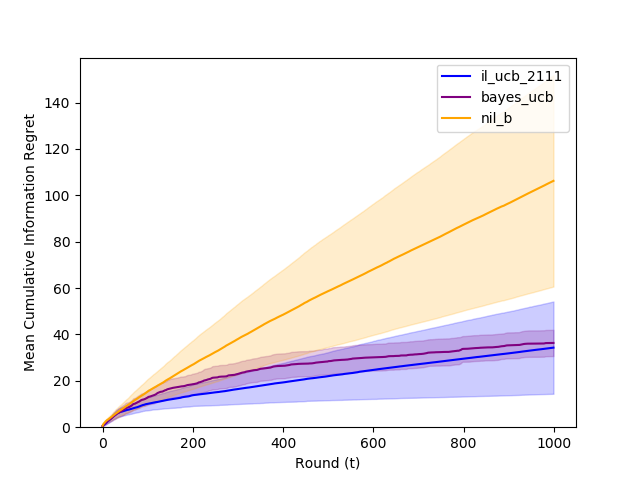 il_ucb_2111
bayes_ucb
nil_b
Mean Cumulative Information Regret
140
120
100
80
60
40
20
0
0 200 400 600 800 1000
Round (t)